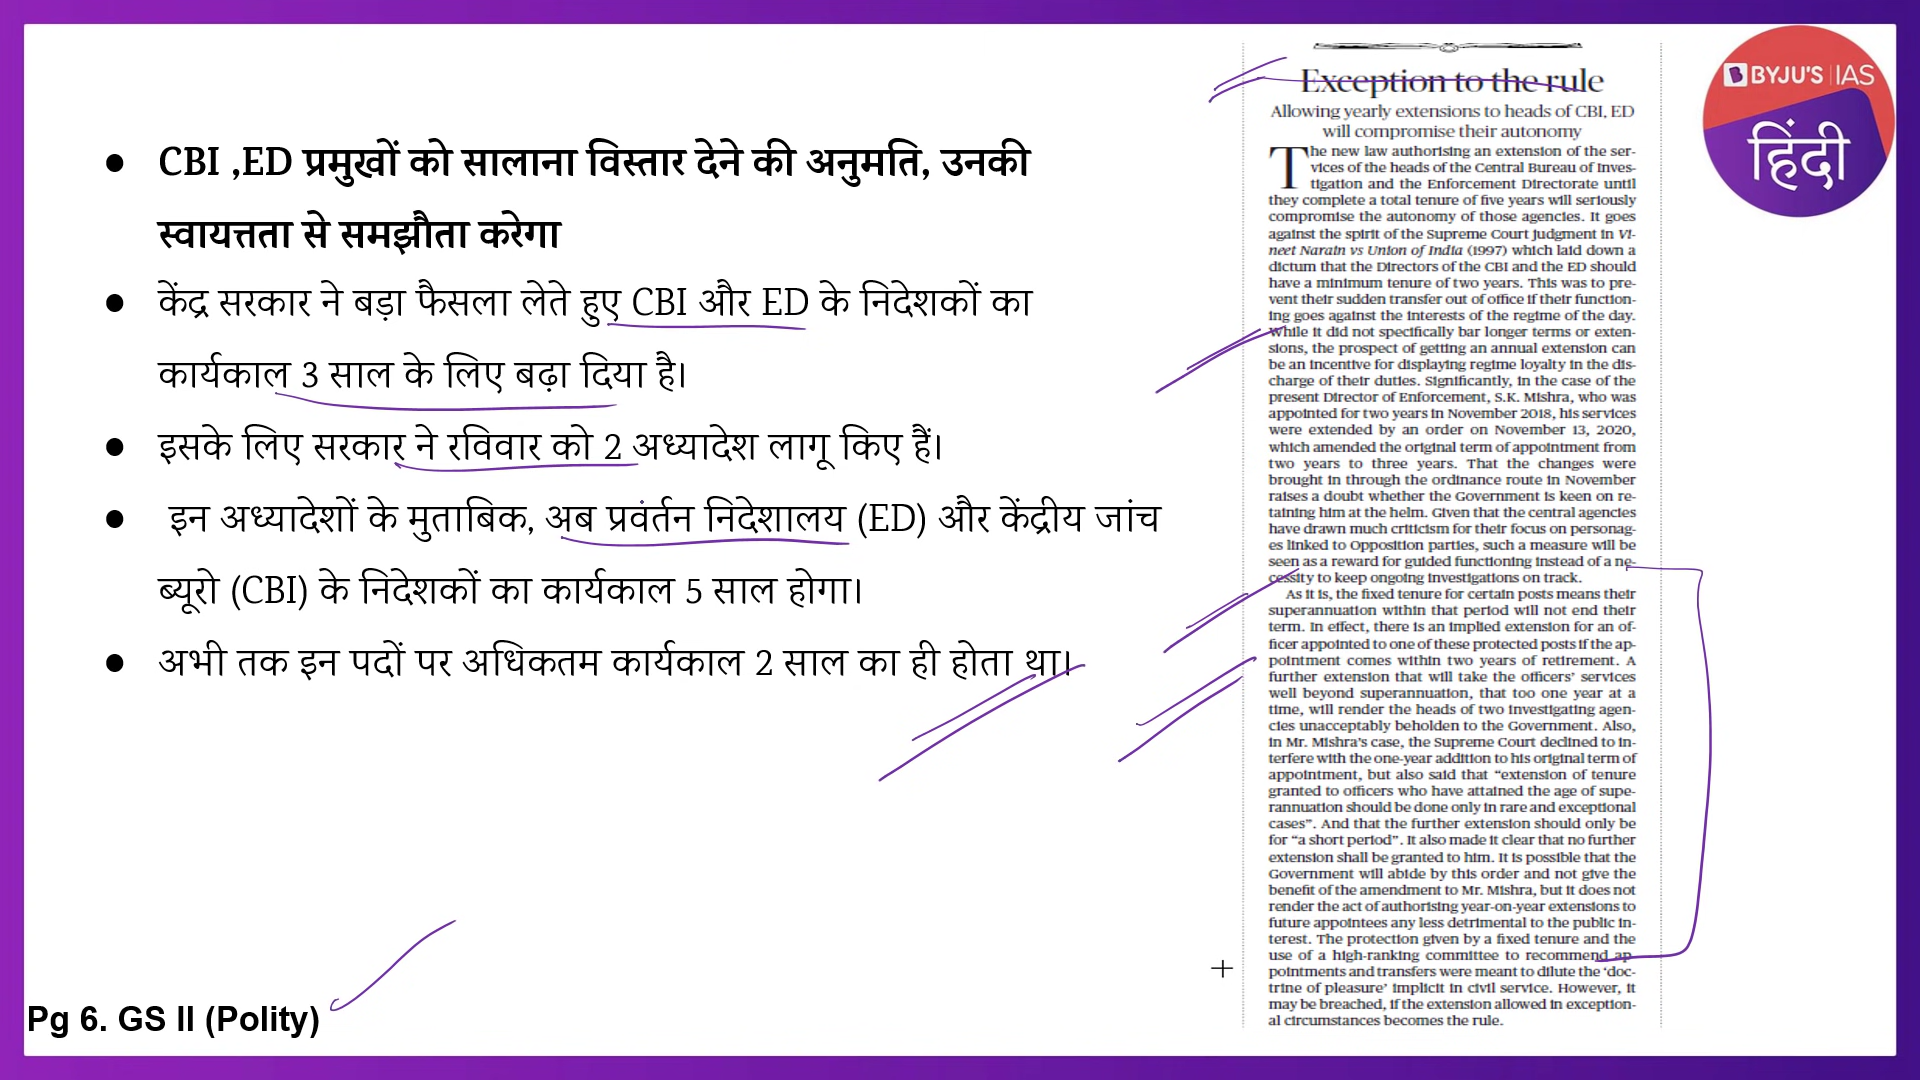 CBI ,ED प्रमुखों को सालाना विस्तार देने की अनुमति, उनकी
स्वायत्तता से समझौता करेगा
केंद्र सरकार ने बड़ा फैसला लेते हुए CBI और ED के निदेशकों का
कार्यकाल 3 साल के लिए बढ़ा दिया है।
इसके लिए सरकार ने रविवार को 2 अध्यादेश लागू किए हैं।
इन अध्यादेशों के मुताबिक, अब प्रवर्तन निदेशालय (ED) और केंद्रीय जांच
ब्यूरो (CBI) के निदेशकों का कार्यकाल 5 साल होगा।
अभी तक इन पदों पर अधिकतम कार्यकाल 2 साल का ही होता था।
Pg 6. GS II (Polity)
Exception to the rule
Allowing yearly extensions to heads of CBI, ED
will compromise their autonomy
The new law authorising an extension of the ser-
vices of the heads of the Central Bureau of Inves-
tigation and the Enforcement Directorate until
they complete a total tenure of five years will seriously
compromise the autonomy of those agencies. It goes
against the spirit of the Supreme Court judgment in Vi-
neet Narain vs Union of India (1997) which laid down a
dictum that the Directors of the CBI and the ED should
have a minimum tenure of two years. This was to pre-
vent their sudden transfer out of office if their function-
ing goes against the interests of the regime of the day.
While it did not specifically bar longer terms or exten-
sions, the prospect of getting an annual extension can
be an incentive for displaying regime loyalty in the dis-
charge of their duties. Significantly, in the case of the
present Director of Enforcement, S.K. Mishra, who was
appointed for two years in November 2018, his services
were extended by an order on November 13, 2020,
which amended the original term of appointment from
two years to three years. That the changes were
brought in through the ordinance route in November
raises a doubt whether the Government is keen on re-
taining him at the helm. Given that the central agencies
have drawn much criticism for their focus on personag-
es linked to Opposition parties, such a measure will be
seen as a reward for guided functioning instead of a ne-
cessity to keep ongoing investigations on track.
As it is, the fixed tenure for certain posts means their
superannuation within that period will not end their
term. In effect, there is an implied extension for an of-
ficer appointed to one of these protected posts if the ap-
pointment comes within two years of retirement. A
further extension that will take the officers' services
well beyond superannuation, that too one year at a
time, will render the heads of two investigating agen-
cies unacceptably beholden to the Government. Also,
in Mr. Mishra's case, the Supreme Court declined to in-
terfere with the one-year addition to his original term of
appointment, but also said that “extension of tenure
granted to officers who have attained the age of supe-
rannuation should be done only in rare and exceptional
cases”. And that the further extension should only be
for “a short period”. It also made it clear that no further
extension shall be granted to him. It is possible that the
Government will abide by this order and not give the
benefit of the amendment to Mr. Mishra, but it does not
render the act of authorising year-on-year extensions to
future appointees any less detrimental to the public in-
terest. The protection given by a fixed tenure and the
use of a high-ranking committee to recommend ap-
pointments and transfers were meant to dilute the ‘doc-
trine of pleasure’ implicit in civil service. However, it
may be breached, if the extension allowed in exception-
al circumstances becomes the rule.
BYJU'S IAS
हिंदी